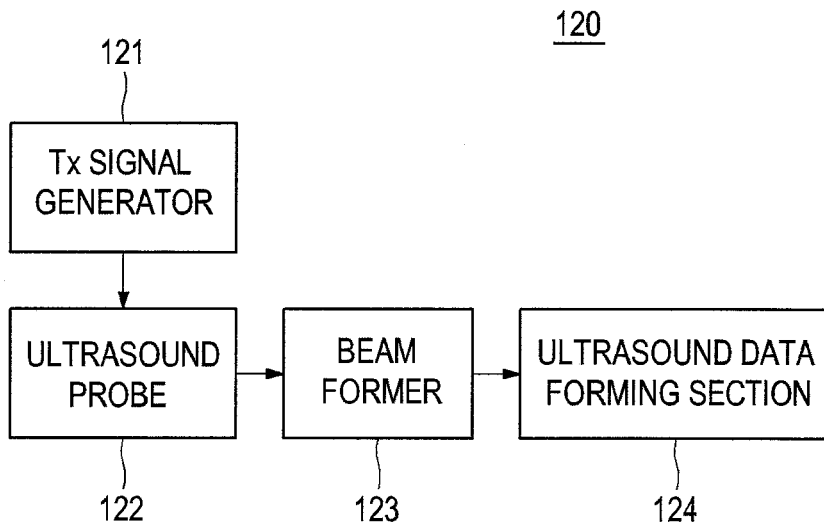 120
121
Tx SIGNAL
GENERATOR
ULTRASOUND
PROBE
BEAM
FORMER
ULTRASOUND DATA
FORMING SECTION
122
123
124